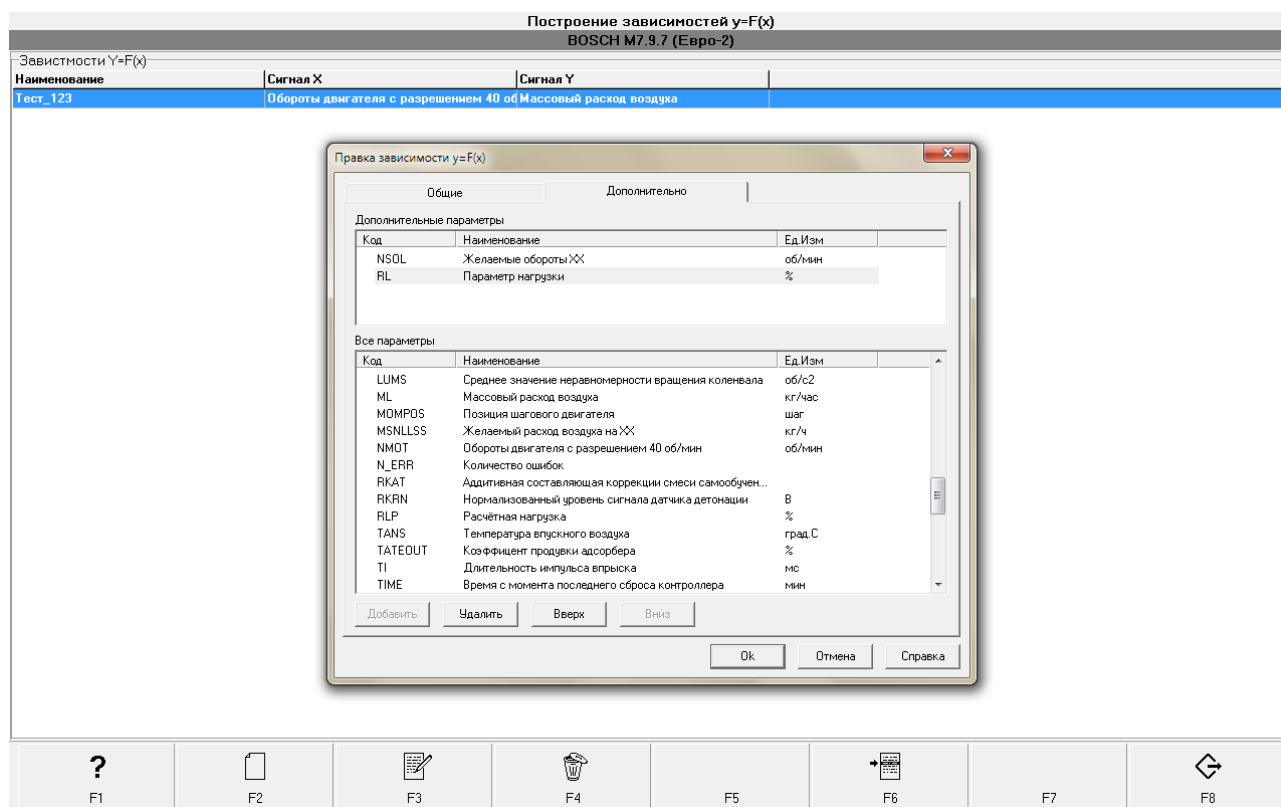 Построение зависимостей y=F(x)
BOSCH M7.9.7 (Евро-2)
Завистмости Y=F(x)
Наименование Сигнал X Сигнал Y
Тест_123 Обороты двигателя с разрешением 40 об Массовый расход воздуха
Правка зависимости y=F(x)
Общие Дополнительно
Дополнительные параметры
Код Наименование Ед.Изм
NSOL Желаемые обороты XX об/мин
RL Параметр нагрузки %
Все параметры
Код Наименование Ед.Изм
LUMS Среднее значение неравномерности вращения коленвала об/с2
ML Массовый расход воздуха кг/час
MOMPOS Позиция шагового двигателя шаг
MSNLLSS Желаемый расход воздуха на XX кг/ч
NMOT Обороты двигателя с разрешением 40 об/мин об/мин
N_ERR Количество ошибок
RKAT Аддитивная составляющая коррекции смеси самообучен...
RKRN Нормализованный уровень сигнала датчика детонации В
RLP Расчётная нагрузка %
TANS Температура впускного воздуха град.С
TATEOUT Коэффицент продувки адсорбера %
TI Длительность импульса впрыска мс
TIME Время с момента последнего сброса контроллера мин
Добавить Удалить Вверх Вниз
Ok Отмена Справка
?
F1 F2 F3 F4 F5 F6 F7 F8